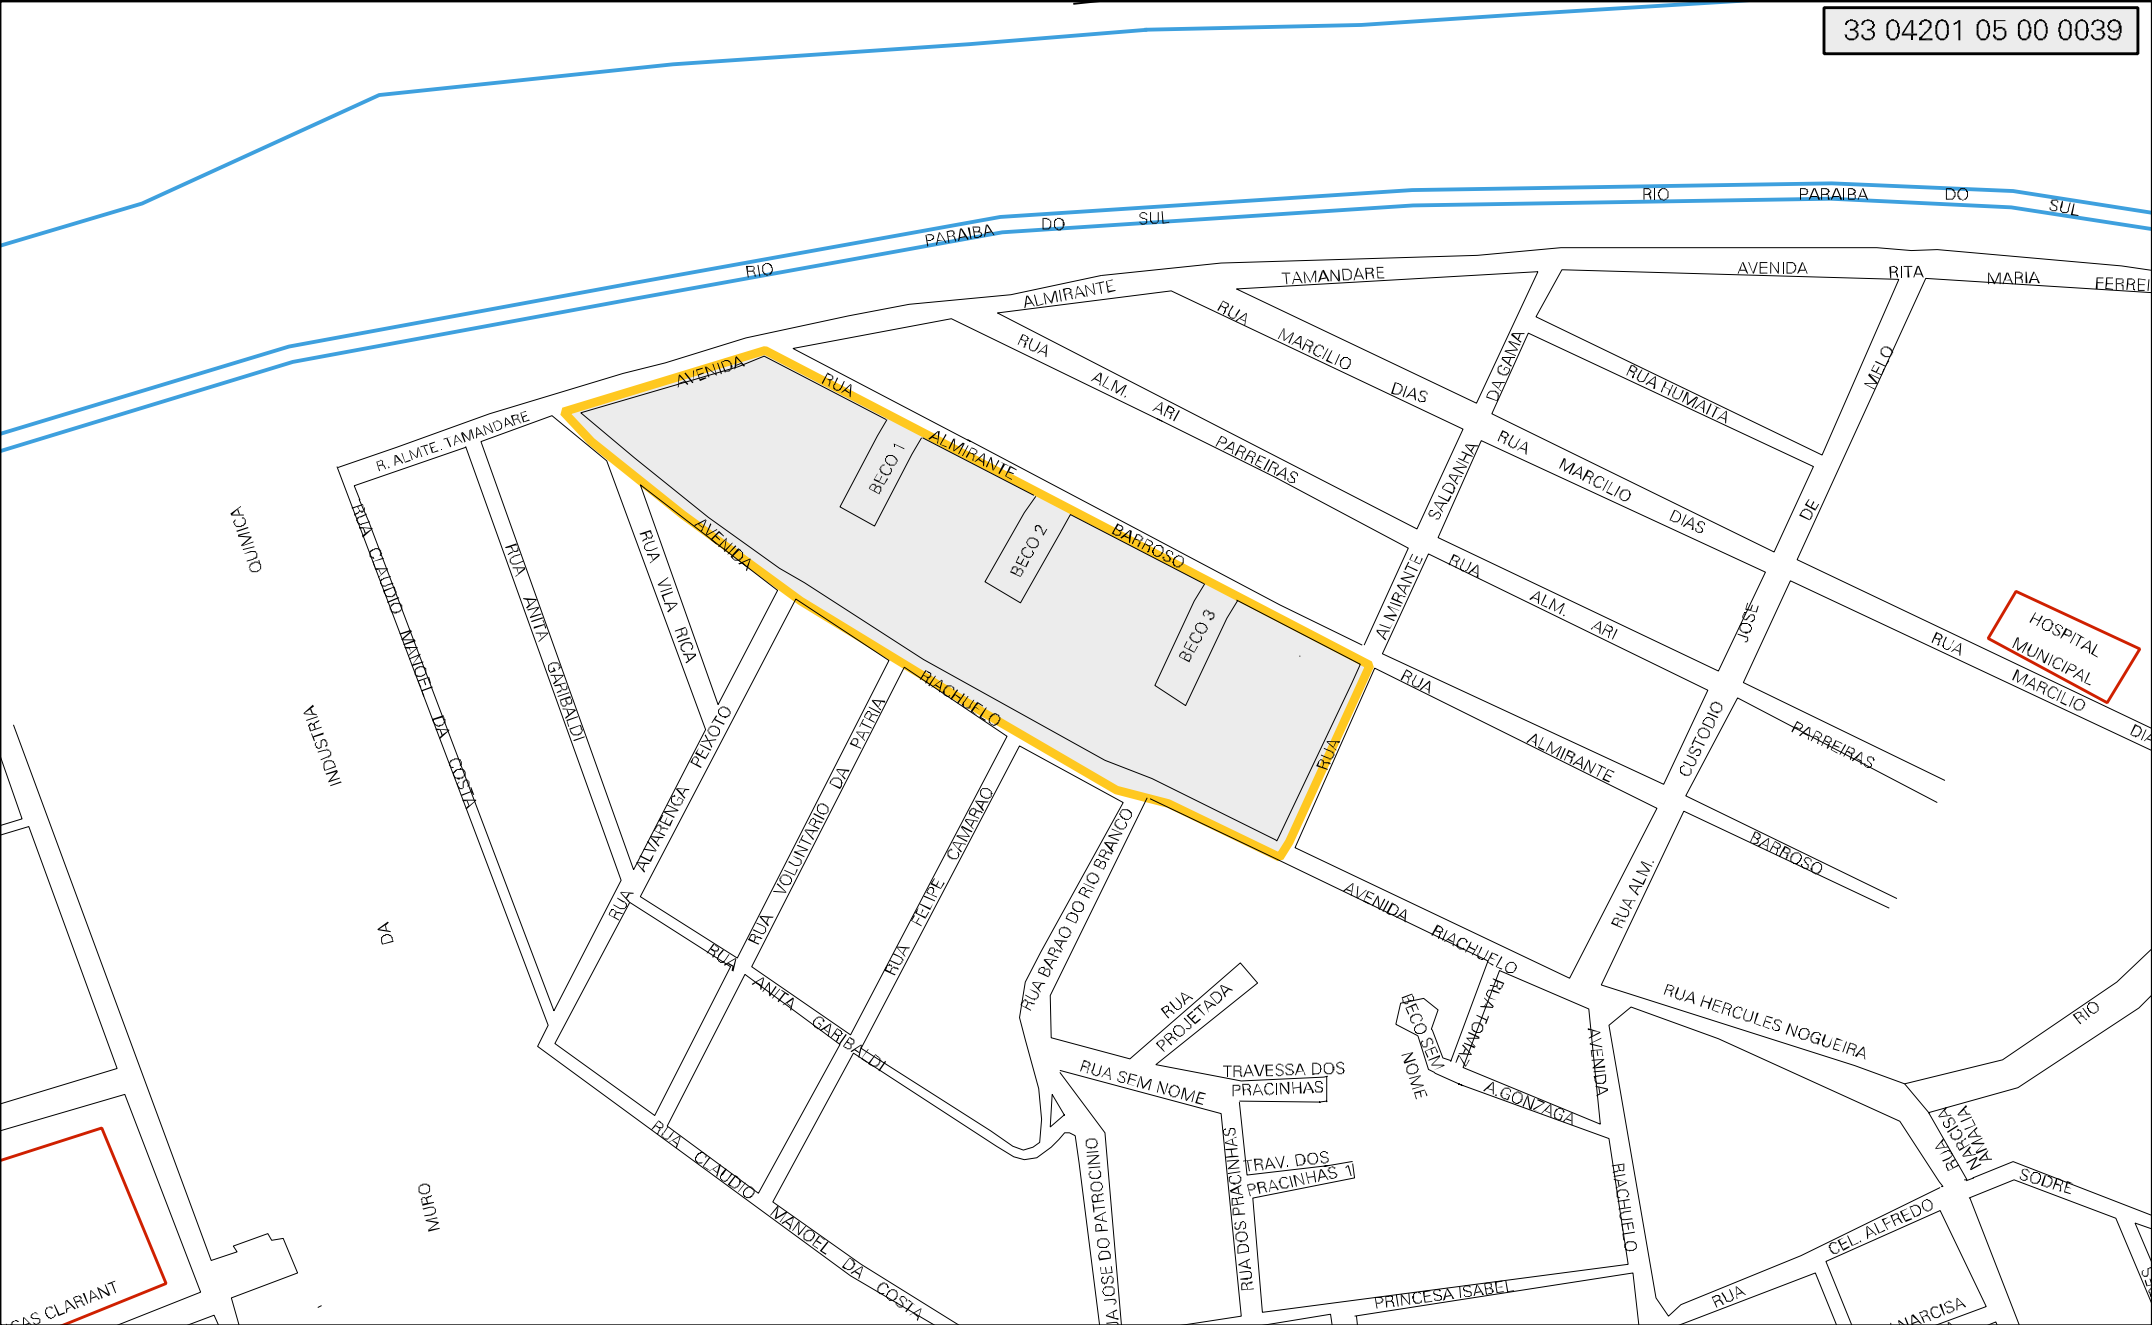 33 04201 05 00 0039
RIO PARAIBA DO SUL
RIO PARAIBA DO SUL
AVENIDA RITA MARIA FERREI
ALMIRANTE TAMANDARE
AVENIDA
R. ALMTE. TAMANDARE
RUA MARCILIO DIAS
RUA ALM. ARI PARREIRAS
RUA ALMIRANTE BARROSO
RUA HUMAITA
RUA MARCILIO DIAS
RUA ALM. ARI
PARREIRAS
RUA ALMIRANTE
BARROSO
RUA MARCILIO DIA
HOSPITAL
MUNICIPAL
RUA ALMIRANTE SALDANHA DA GAMA
RUA ALM. CUSTODIO JOSE DE MELO
BECO 1
BECO 2
BECO 3
AVENIDA RIACHUELO
AVENIDA RIACHUELO
AVENIDA RIACHUELO
QUIMICA
INDUSTRIA
DA
MURO
RUA CLAUDIO MANOEL DA COSTA
RUA ANITA GARIBALDI
RUA VILA RICA
RUA ALVARENGA PEIXOTO
RUA VOLUNTARIO DA PATRIA
RUA FELIPE CAMARAO
RUA BARAO DO RIO BRANCO
RUA ANITA GARIBALDI
RUA CLAUDIO MANOEL DA COSTA
RUA
PROJETADA
RUA SEM NOME
TRAVESSA DOS
PRACINHAS
TRAV. DOS
PRACINHAS 1
RUA DOS PRACINHAS
UA JOSE DO PATROCINIO
BECO SEM
NOME
RUA TOMAZ
A.GONZAGA
RUA HERCULES NOGUEIRA
RIO
RUA NARCISA
AMALIA
SODRE
RUA CEL. ALFREDO
PRINCESA ISABEL
NARCISA
CAS CLARIANT